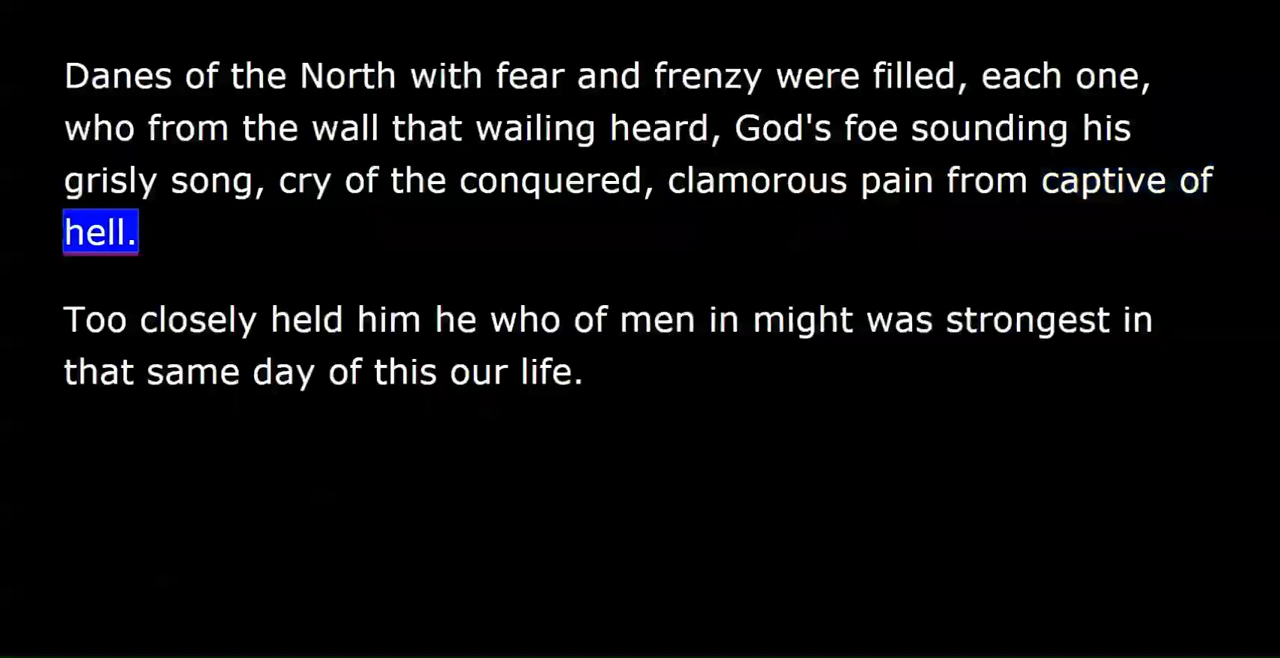 Danes of the North with fear and frenzy were filled, each one,
who from the wall that wailing heard, God's foe sounding his
grisly song, cry of the conquered, clamorous pain from captive of
hell.
Too closely held him he who of men in might was strongest in
that same day of this our life.